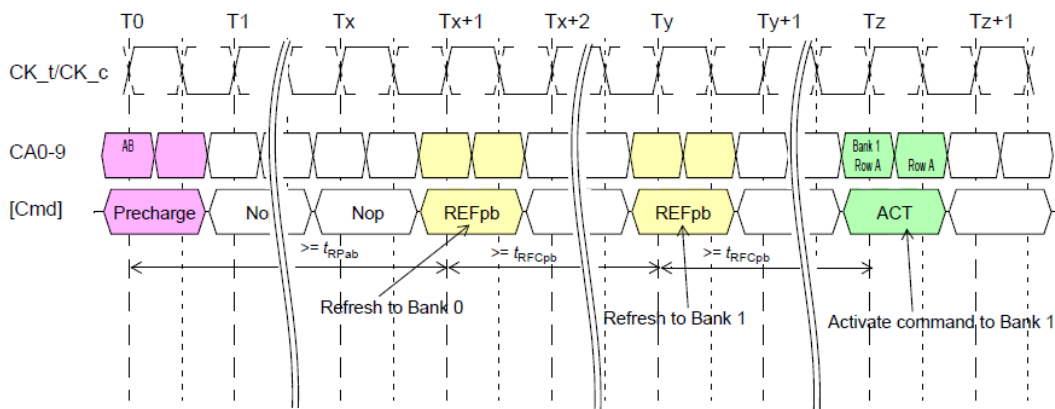 T0 T1 Tx Tx+1 Tx+2 Ty Ty+1 Tz Tz+1
CK_t/CK_c
CA0-9 AB Bank 1
Row A Row A
[Cmd] Precharge No Nop REFpb REFpb ACT
>= tRPab >= tRFCpb >= tRFCpb
Refresh to Bank 0 Refresh to Bank 1 Activate command to Bank 1